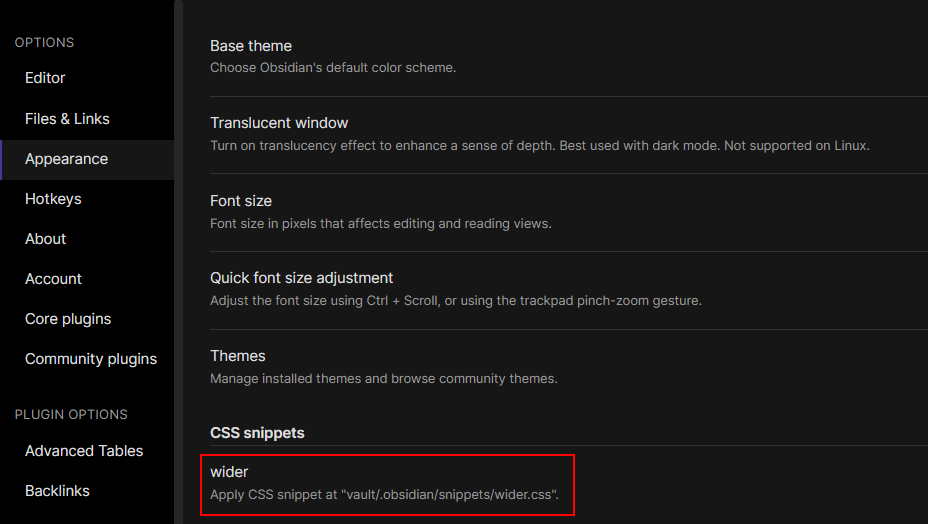 OPTIONS
Editor
Files & Links
Appearance
Hotkeys
About
Account
Core plugins
Community plugins
PLUGIN OPTIONS
Advanced Tables
Backlinks
Base theme
Choose Obsidian's default color scheme.
Translucent window
Turn on translucency effect to enhance a sense of depth. Best used with dark mode. Not supported on Linux.
Font size
Font size in pixels that affects editing and reading views.
Quick font size adjustment
Adjust the font size using Ctrl + Scroll, or using the trackpad pinch-zoom gesture.
Themes
Manage installed themes and browse community themes.
CSS snippets
wider
Apply CSS snippet at "vault/.obsidian/snippets/wider.css".